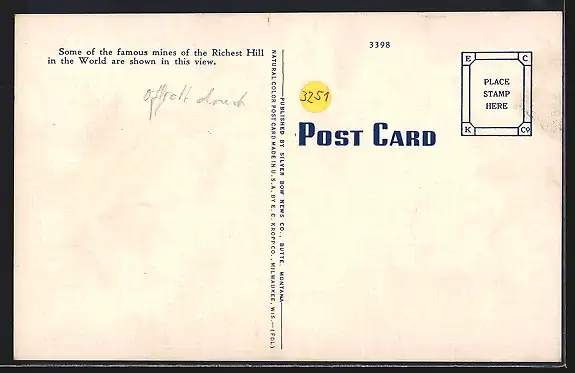 Some of the famous mines of the Richest Hill
in the World are shown in this view.
3398
3251
POST CARD
E C
PLACE
STAMP
HERE
K Co
PUBLISHED BY SILVER BOW NEWS CO., BUTTE, MONTANA
NATURAL COLOR POST CARD MADE IN U.S.A. BY E. C. KROPP CO., MILWAUKEE, WIS.—(FDL)